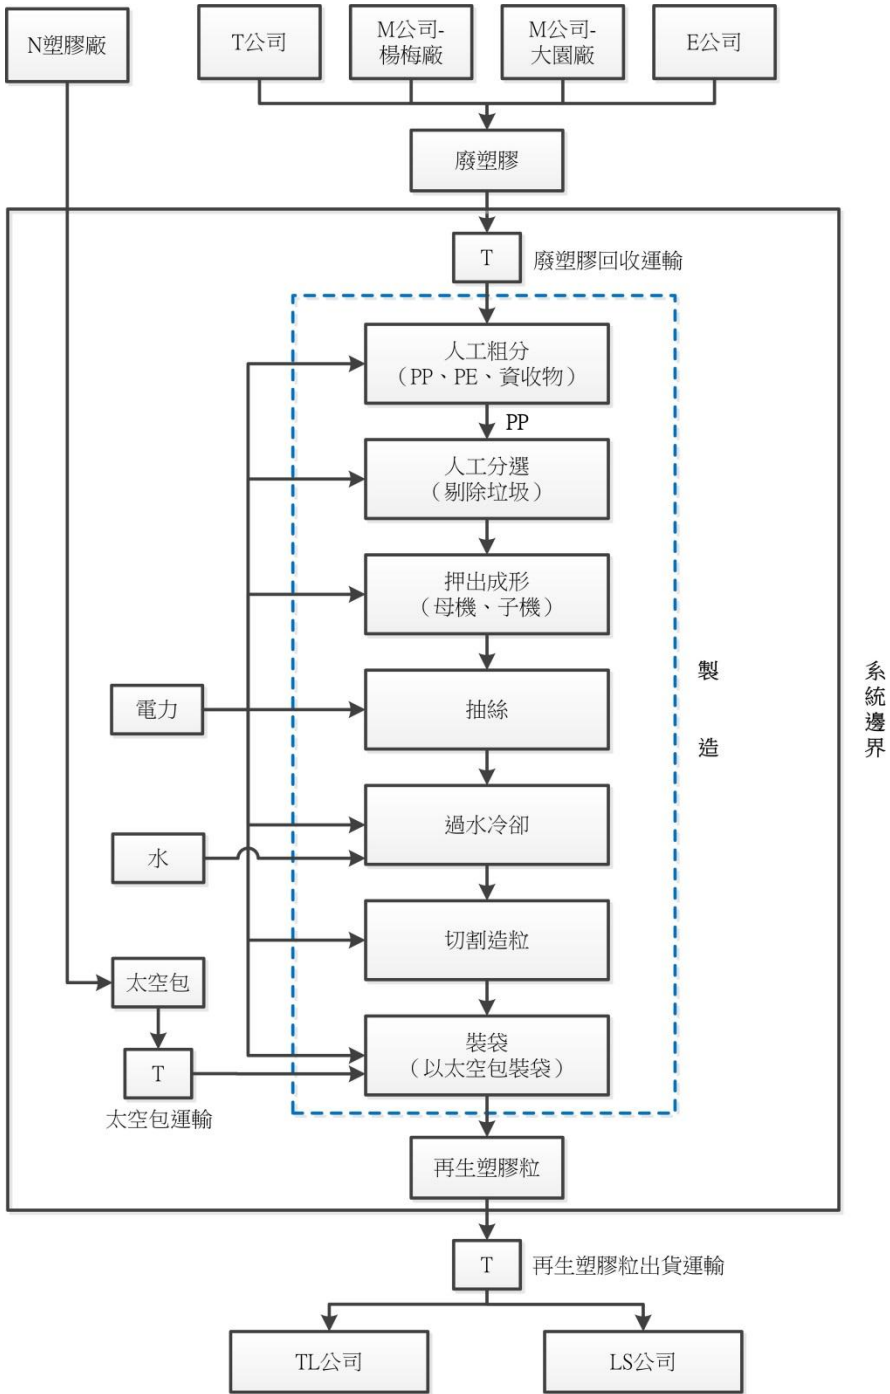 N塑膠廠
T公司
M公司-
楊梅廠
M公司-
大園廠
E公司
廢塑膠
T
廢塑膠回收運輸
人工粗分
（PP、PE、資收物）
PP
人工分選
（剔除垃圾）
押出成形
（母機、子機）
電力
抽絲
製
造
系
統
邊
界
過水冷卻
水
切割造粒
太空包
裝袋
（以太空包裝袋）
T
太空包運輸
再生塑膠粒
T
再生塑膠粒出貨運輸
TL公司
LS公司